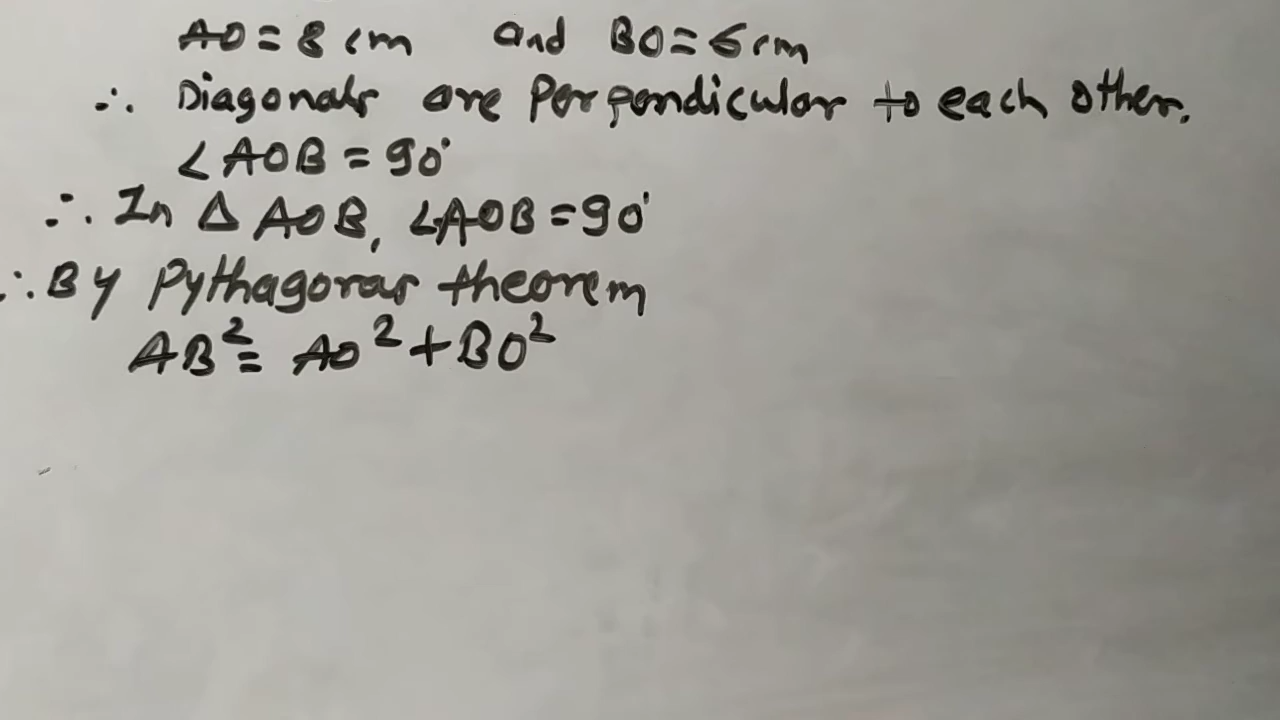 AO = 8 cm and BO = 6 cm
∴ Diagonals are Perpendicular to each other.
∠AOB = 90°
∴ In △ AOB, ∠AOB = 90°
∴ By Pythagoras theorem
AB² = AO² + BO²